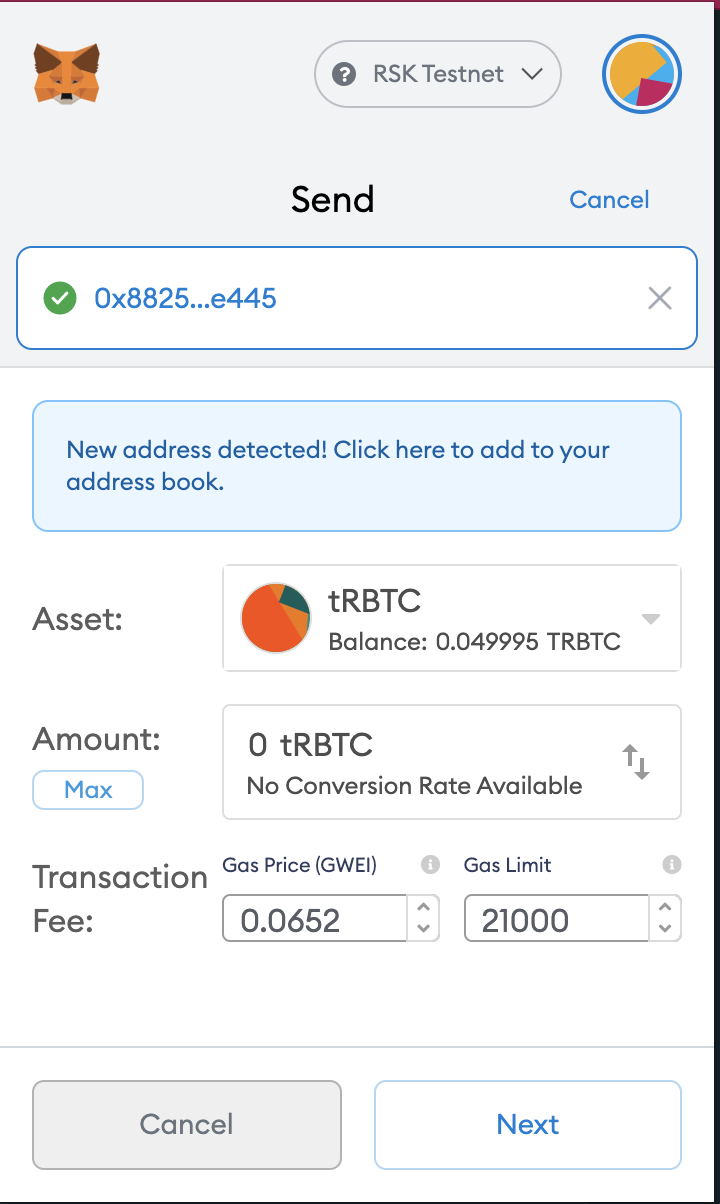 RSK Testnet
Send
Cancel
0x8825...e445
New address detected! Click here to add to your
address book.
Asset:
tRBTC
Balance: 0.049995 TRBTC
Amount:
Max
0 tRBTC
No Conversion Rate Available
Transaction
Fee:
Gas Price (GWEI)
0.0652
Gas Limit
21000
Cancel
Next